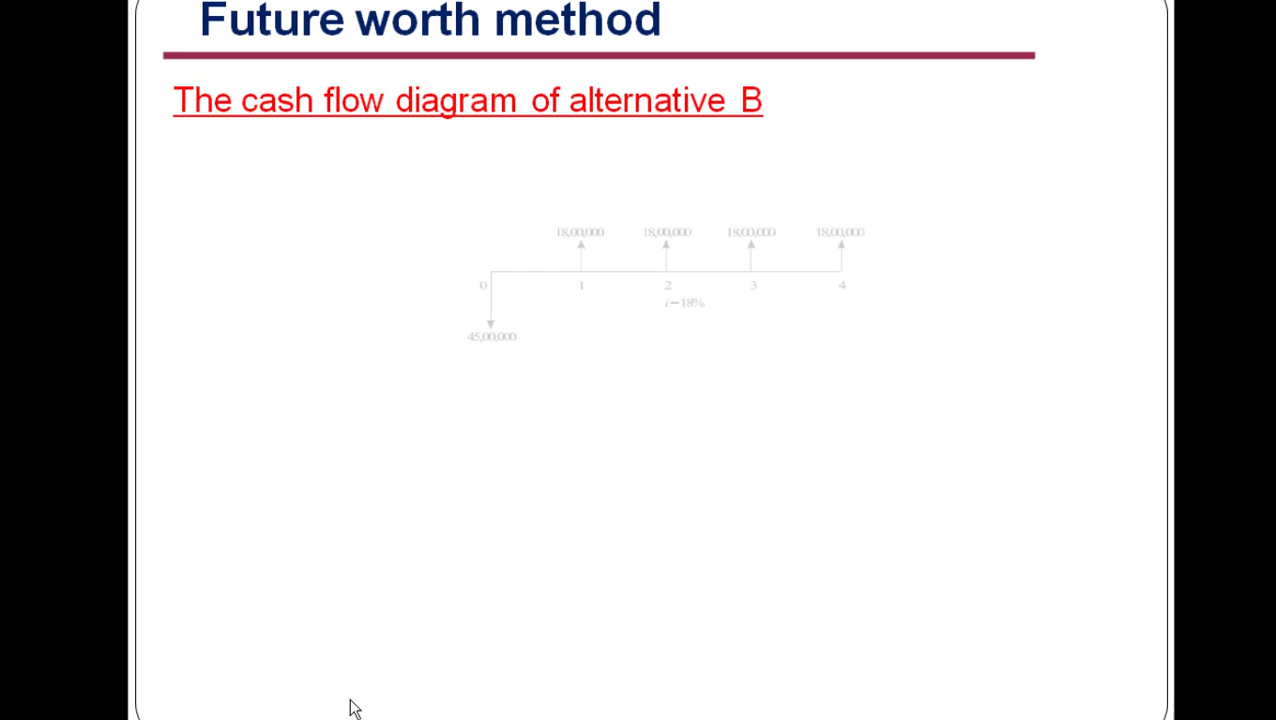 Future worth method
The cash flow diagram of alternative B
18,00,000 18,00,000 18,00,000 18,00,000
0 1 2 3 4
i=18%
45,00,000